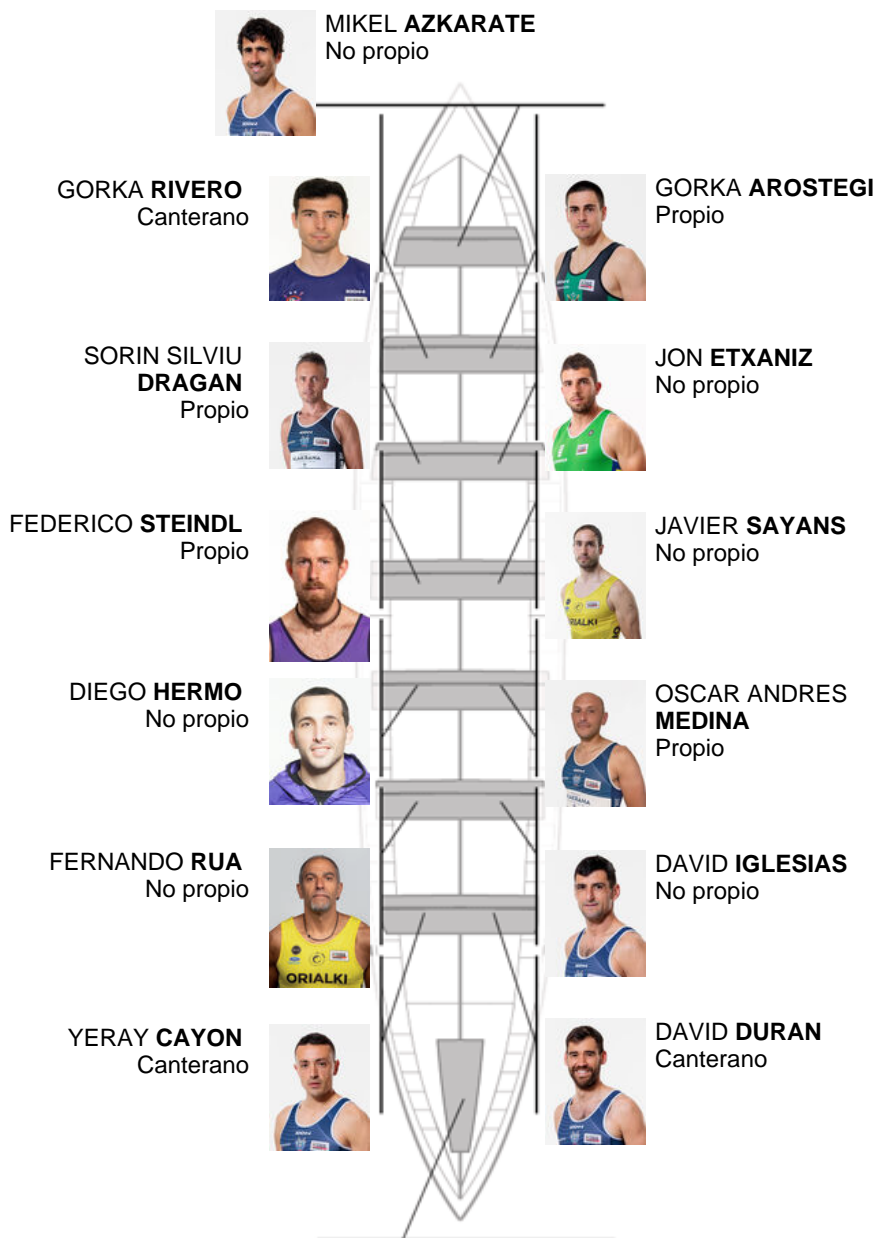 MIKEL AZKARATE
No propio
GORKA RIVERO
Canterano
GORKA AROSTEGI
Propio
SORIN SILVIU
DRAGAN
Propio
JON ETXANIZ
No propio
FEDERICO STEINDL
Propio
JAVIER SAYANS
No propio
DIEGO HERMO
No propio
OSCAR ANDRES
MEDINA
Propio
FERNANDO RUA
No propio
ORIALKI
DAVID IGLESIAS
No propio
YERAY CAYON
Canterano
DAVID DURAN
Canterano